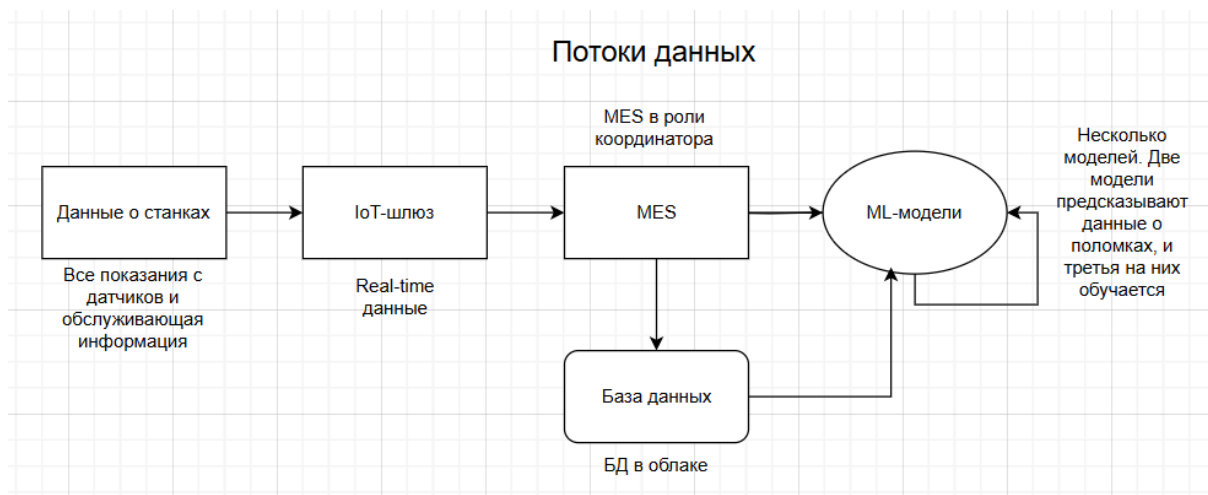 Потоки данных
MES в роли
координатора
Данные о станках
IoT-шлюз
MES
ML-модели
Несколько
моделей. Две
модели
предсказывают
данные о
поломках, и
третья на них
обучается
Все показания с
датчиков и
обслуживающая
информация
Real-time
данные
База данных
БД в облаке